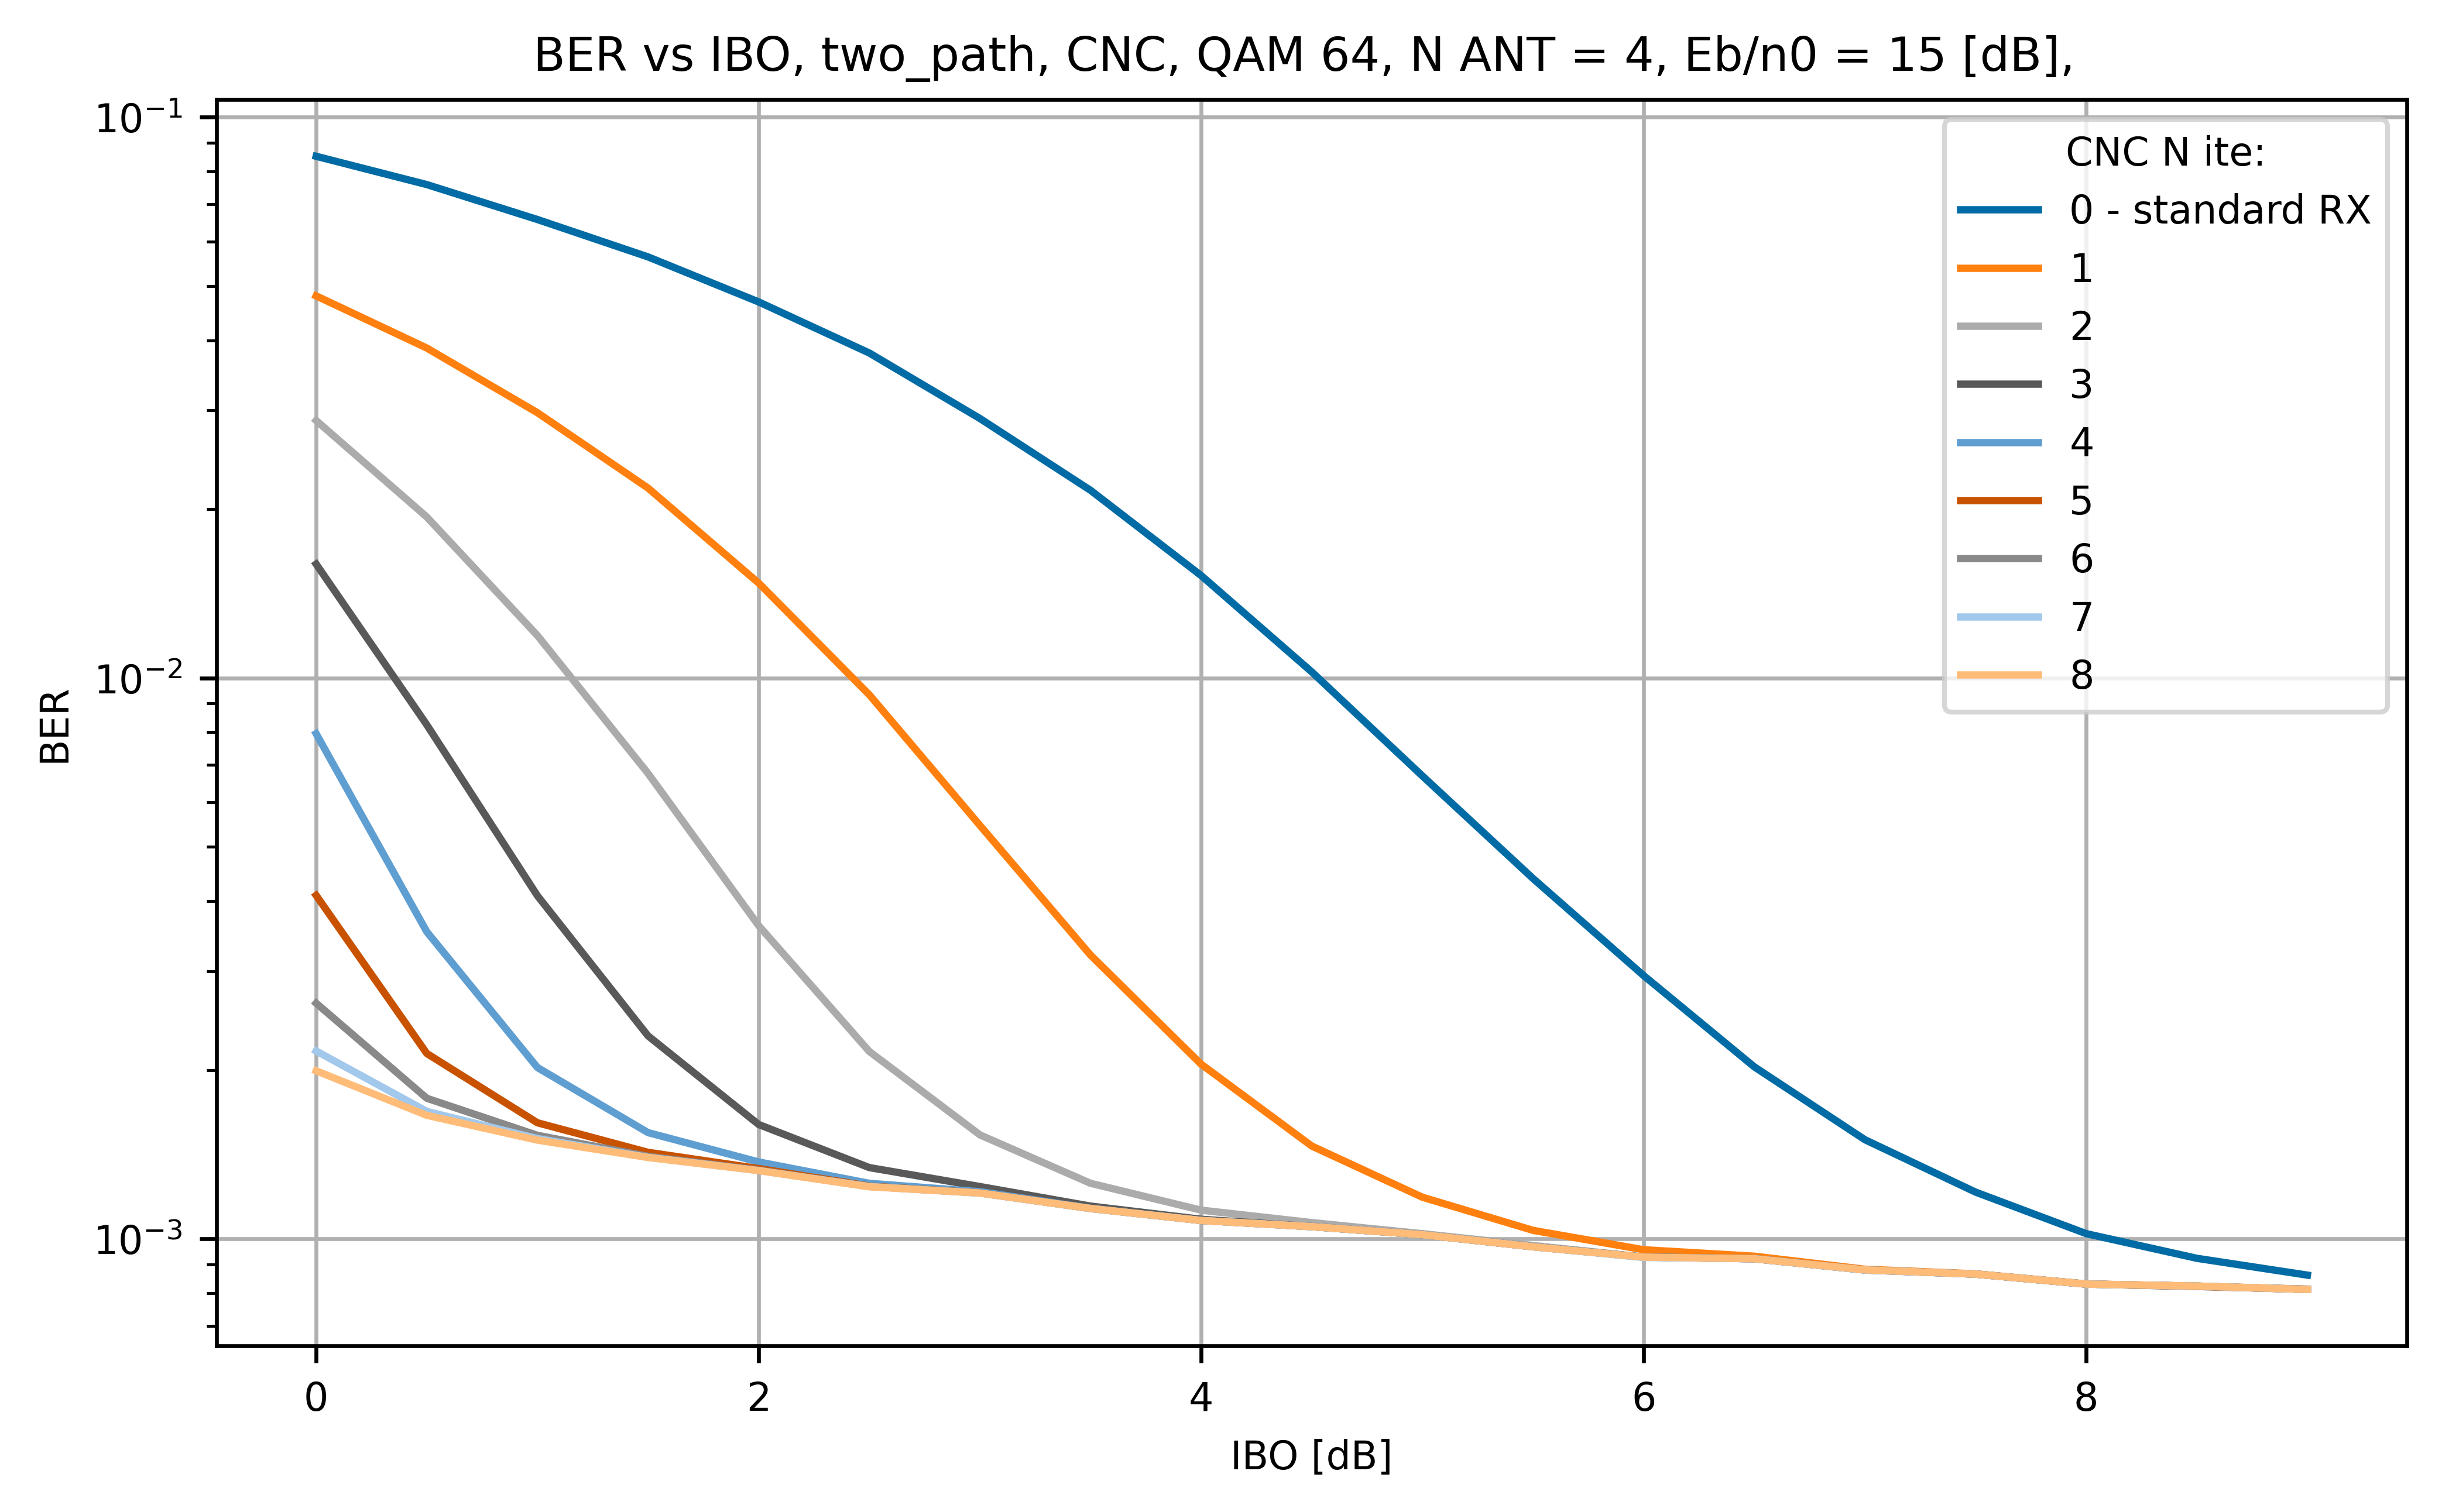 BER vs IBO, two_path, CNC, QAM 64, N ANT = 4, Eb/n0 = 15 [dB],
CNC N ite:
0 - standard RX
1
2
3
4
5
6
7
8
BER
10⁻¹
10⁻²
10⁻³
0 2 4 6 8
IBO [dB]